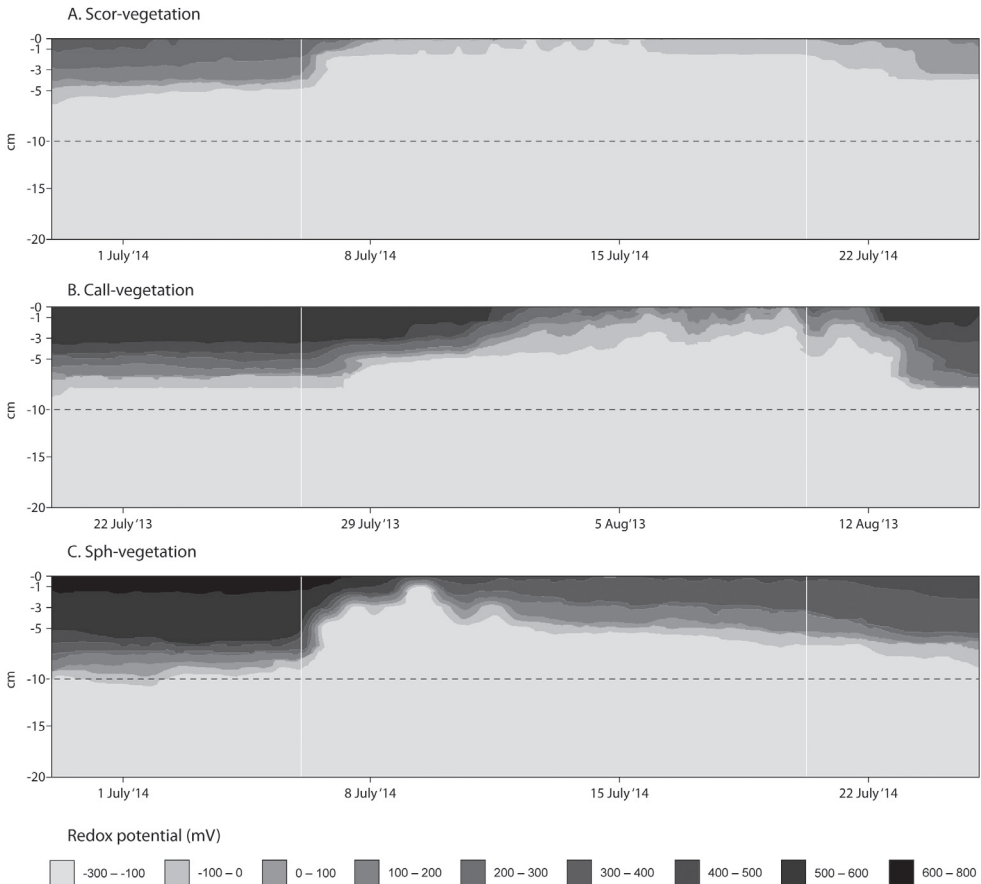 A. Scor-vegetation
-0
-1
-3
-5
-10
-15
-20
cm
1 July '14
8 July '14
15 July '14
22 July '14
B. Call-vegetation
-0
-1
-3
-5
-10
-15
-20
cm
22 July '13
29 July '13
5 Aug '13
12 Aug '13
C. Sph-vegetation
-0
-1
-3
-5
-10
-15
-20
cm
1 July '14
8 July '14
15 July '14
22 July '14
Redox potential (mV)
-300 – -100
-100 – 0
0 – 100
100 – 200
200 – 300
300 – 400
400 – 500
500 – 600
600 – 800